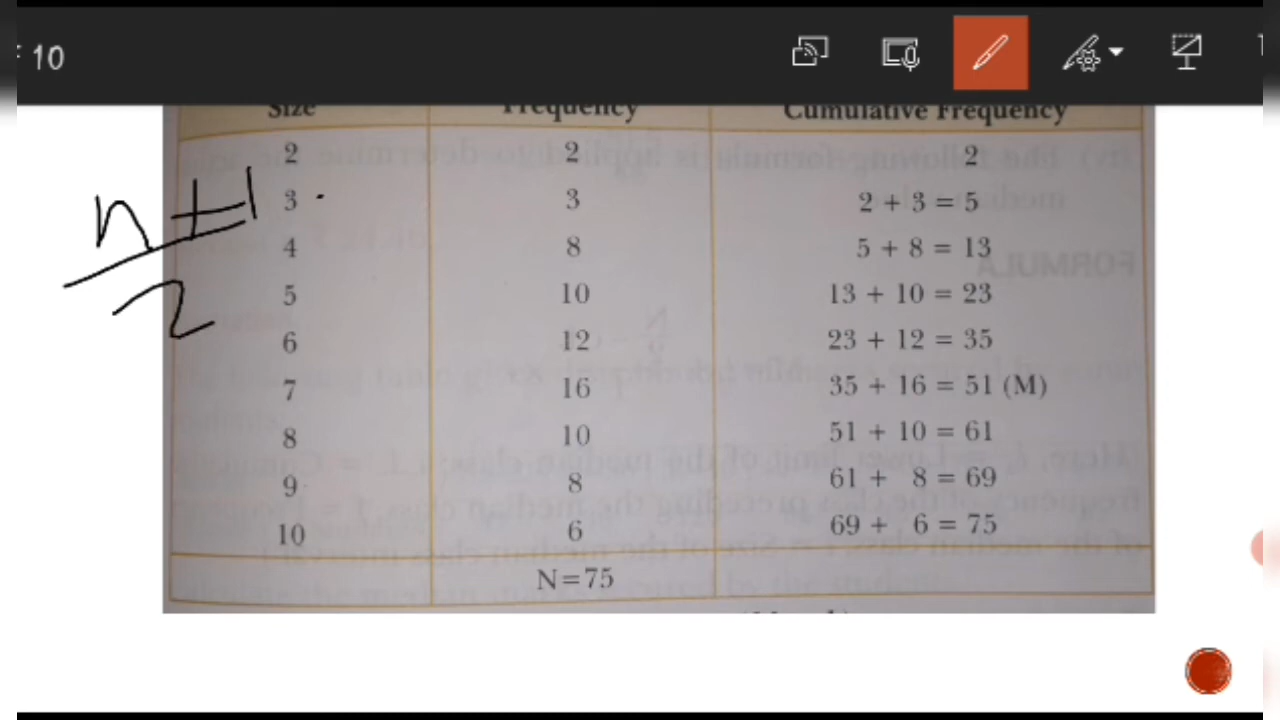 10
Size Frequency Cumulative Frequency
2 2 2
3 3 2 + 3 = 5
4 8 5 + 8 = 13
5 10 13 + 10 = 23
6 12 23 + 12 = 35
7 16 35 + 16 = 51 (M)
8 10 51 + 10 = 61
9 8 61 + 8 = 69
10 6 69 + 6 = 75
N=75
n+1
2